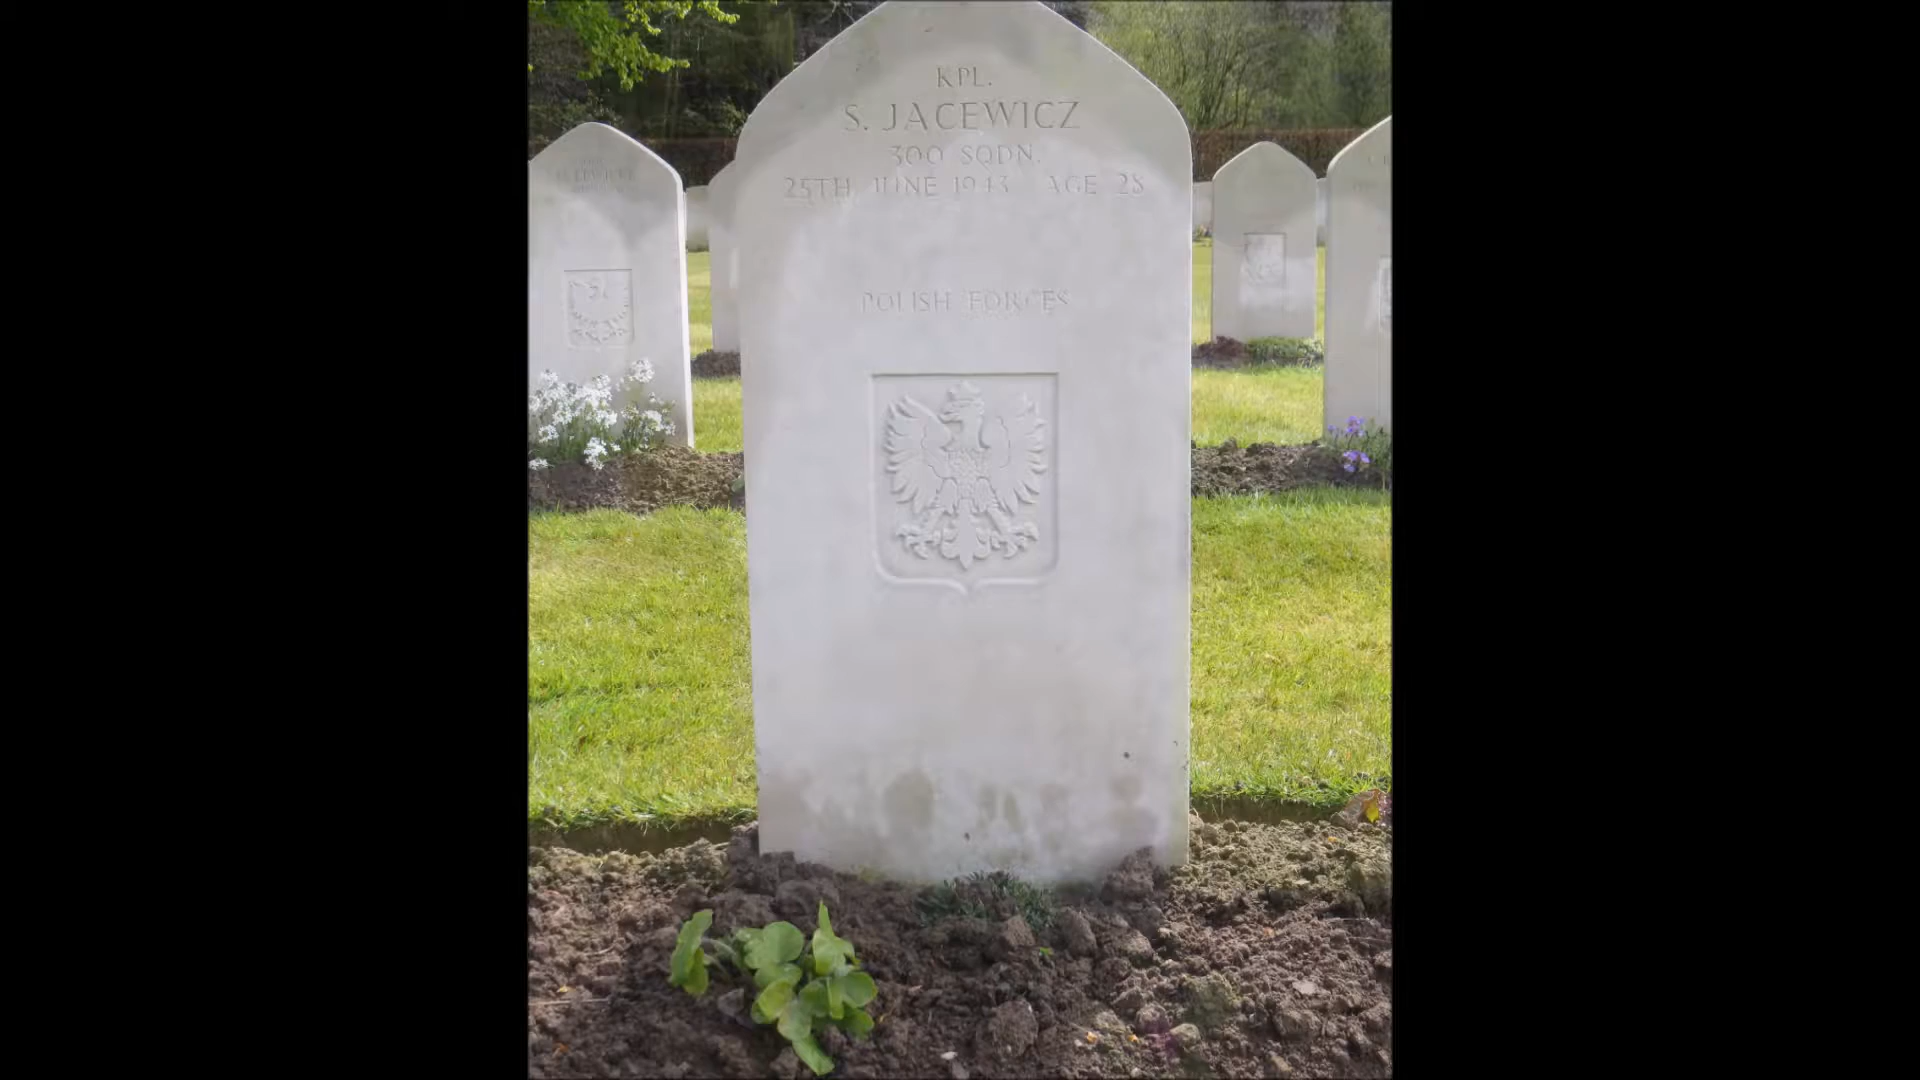 KPL.
S. JACEWICZ
300 SQDN.
25TH JUNE 1943 AGE 28
POLISH FORCES